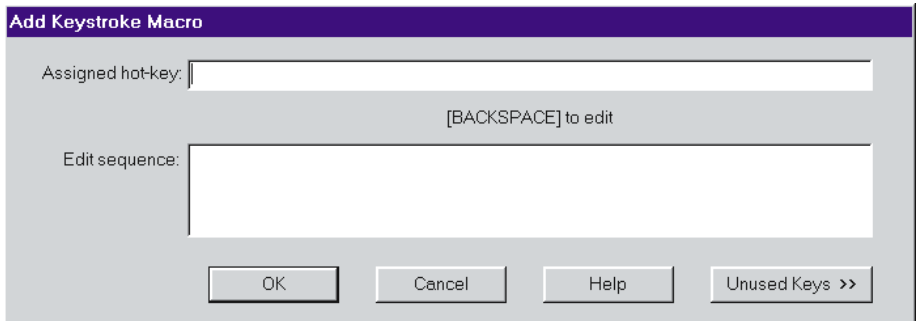 Add Keystroke Macro
Assigned hot-key:
[BACKSPACE] to edit
Edit sequence:
OK Cancel Help Unused Keys >>